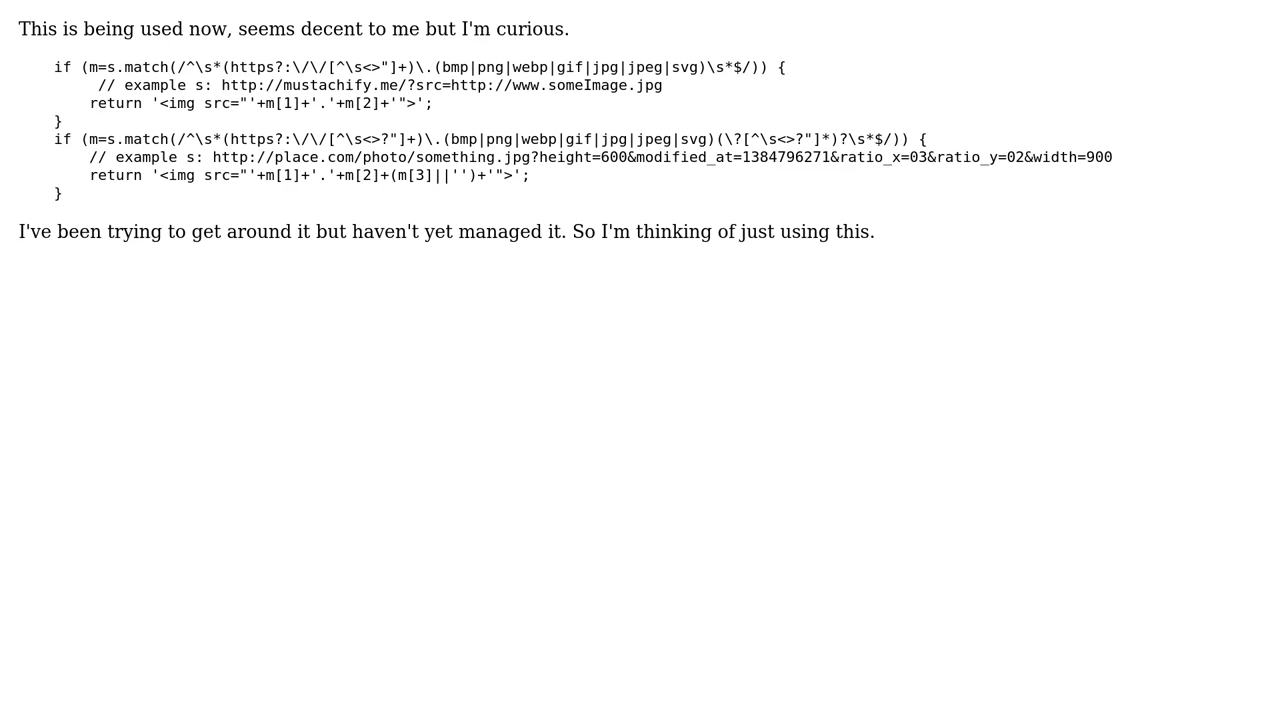 This is being used now, seems decent to me but I'm curious.
if (m=s.match(/^\s*(https?:\/\/[^\s<>"]+)\.(bmp|png|webp|gif|jpg|jpeg|svg)\s*$/)) {
// example s: http://mustachify.me/?src=http://www.someImage.jpg
return '<img src="'+m[1]+'.'+m[2]+'">';
}
if (m=s.match(/^\s*(https?:\/\/[^\s<>?"]+)\.(bmp|png|webp|gif|jpg|jpeg|svg)(\?[^\s<>?"]*)?\s*$/)) {
// example s: http://place.com/photo/something.jpg?height=600&modified_at=1384796271&ratio_x=03&ratio_y=02&width=900
return '<img src="'+m[1]+'.'+m[2]+(m[3]||'')+'">';
}
I've been trying to get around it but haven't yet managed it. So I'm thinking of just using this.